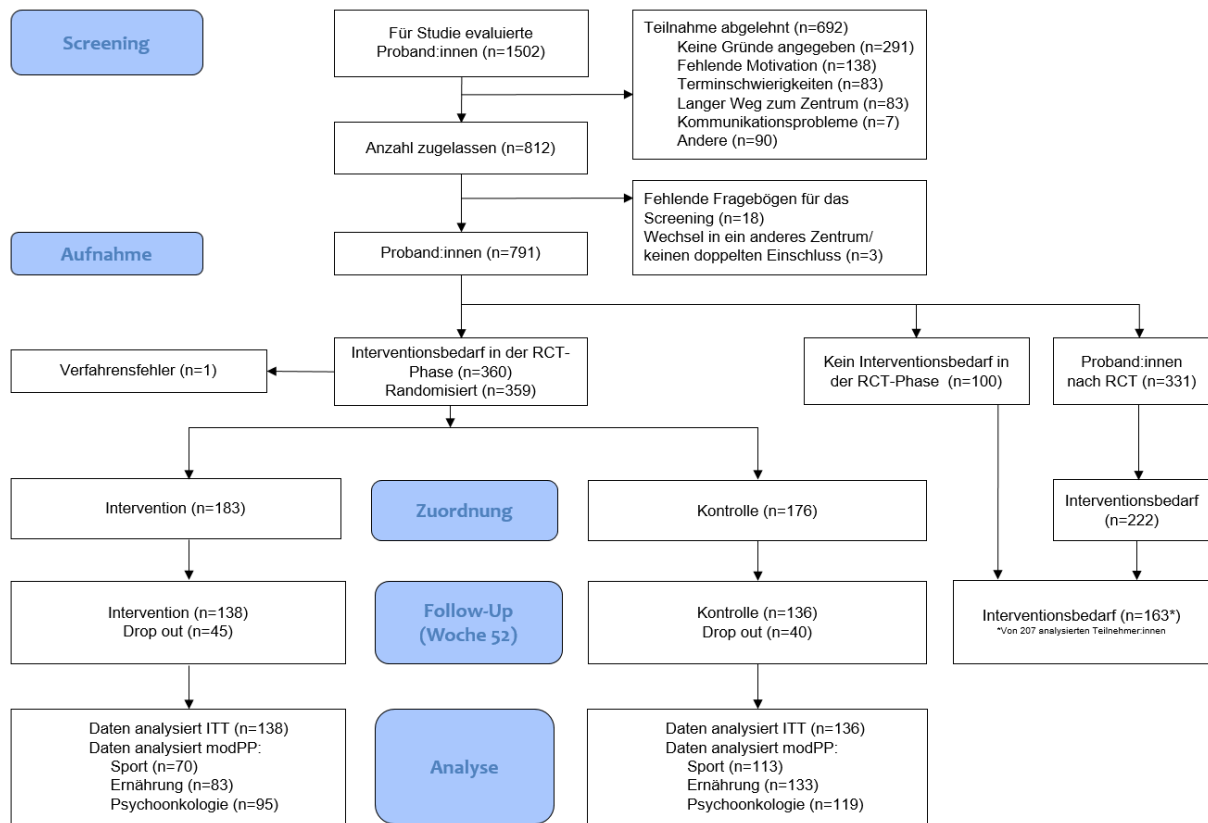 Screening
Für Studie evaluierte
Proband:innen (n=1502)
Teilnahme abgelehnt (n=692)
Keine Gründe angegeben (n=291)
Fehlende Motivation (n=138)
Terminschwierigkeiten (n=83)
Langer Weg zum Zentrum (n=83)
Kommunikationsprobleme (n=7)
Andere (n=90)
Anzahl zugelassen (n=812)
Fehlende Fragebögen für das
Screening (n=18)
Wechsel in ein anderes Zentrum/
keinen doppelten Einschluss (n=3)
Aufnahme
Proband:innen (n=791)
Verfahrensfehler (n=1)
Interventionsbedarf in der RCT-
Phase (n=360)
Randomisiert (n=359)
Kein Interventionsbedarf in
der RCT-Phase (n=100)
Proband:innen
nach RCT (n=331)
Intervention (n=183)
Zuordnung
Kontrolle (n=176)
Interventionsbedarf
(n=222)
Intervention (n=138)
Drop out (n=45)
Follow-Up
(Woche 52)
Kontrolle (n=136)
Drop out (n=40)
Interventionsbedarf (n=163*)
*Von 207 analysierten Teilnehmer:innen
Daten analysiert ITT (n=138)
Daten analysiert modPP:
Sport (n=70)
Ernährung (n=83)
Psychoonkologie (n=95)
Analyse
Daten analysiert ITT (n=136)
Daten analysiert modPP:
Sport (n=113)
Ernährung (n=133)
Psychoonkologie (n=119)